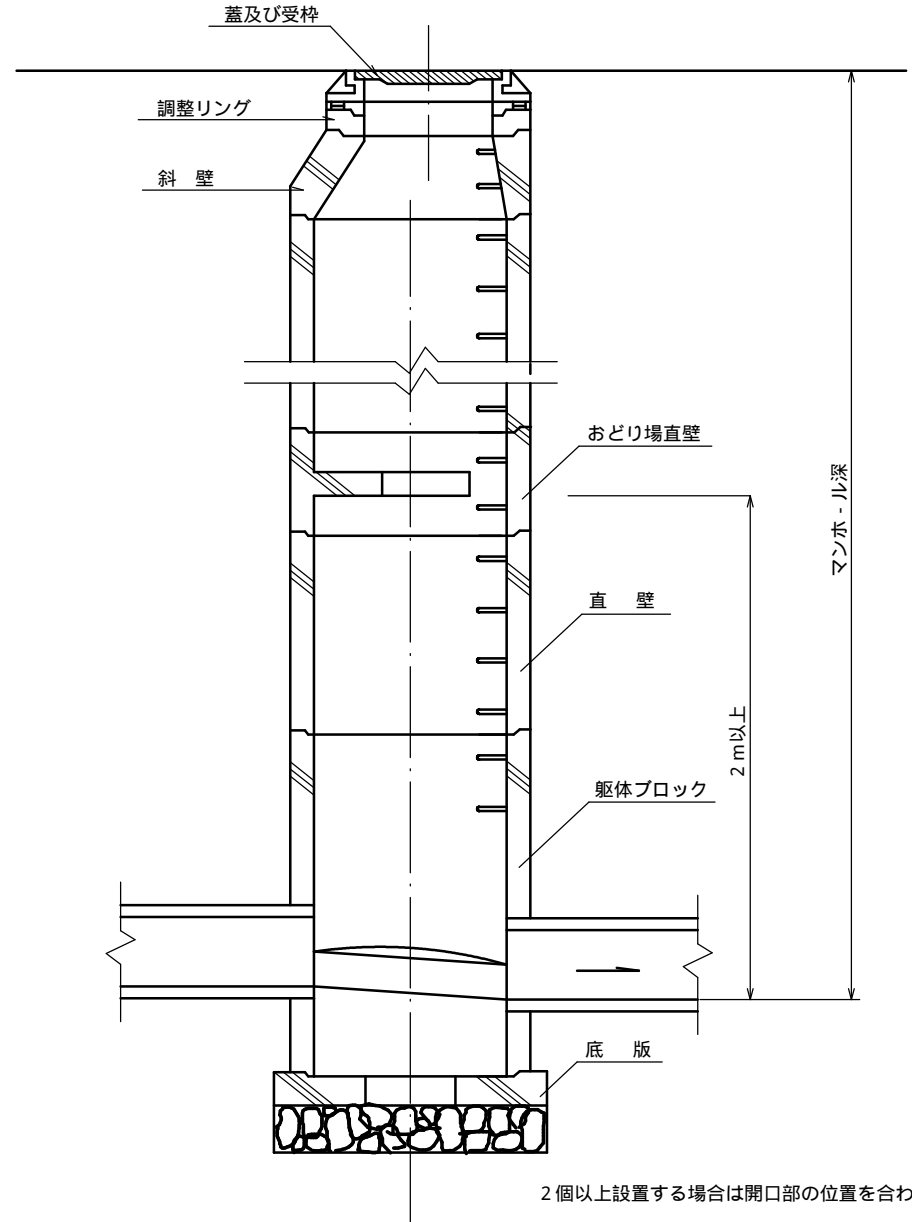 蓋及び受枠
調整リング
斜 壁
おどり場直壁
マンホ - ル深
直 壁
2 m以上
躯体ブロック
底 版
2 個以上設置する場合は開口部の位置を合わ